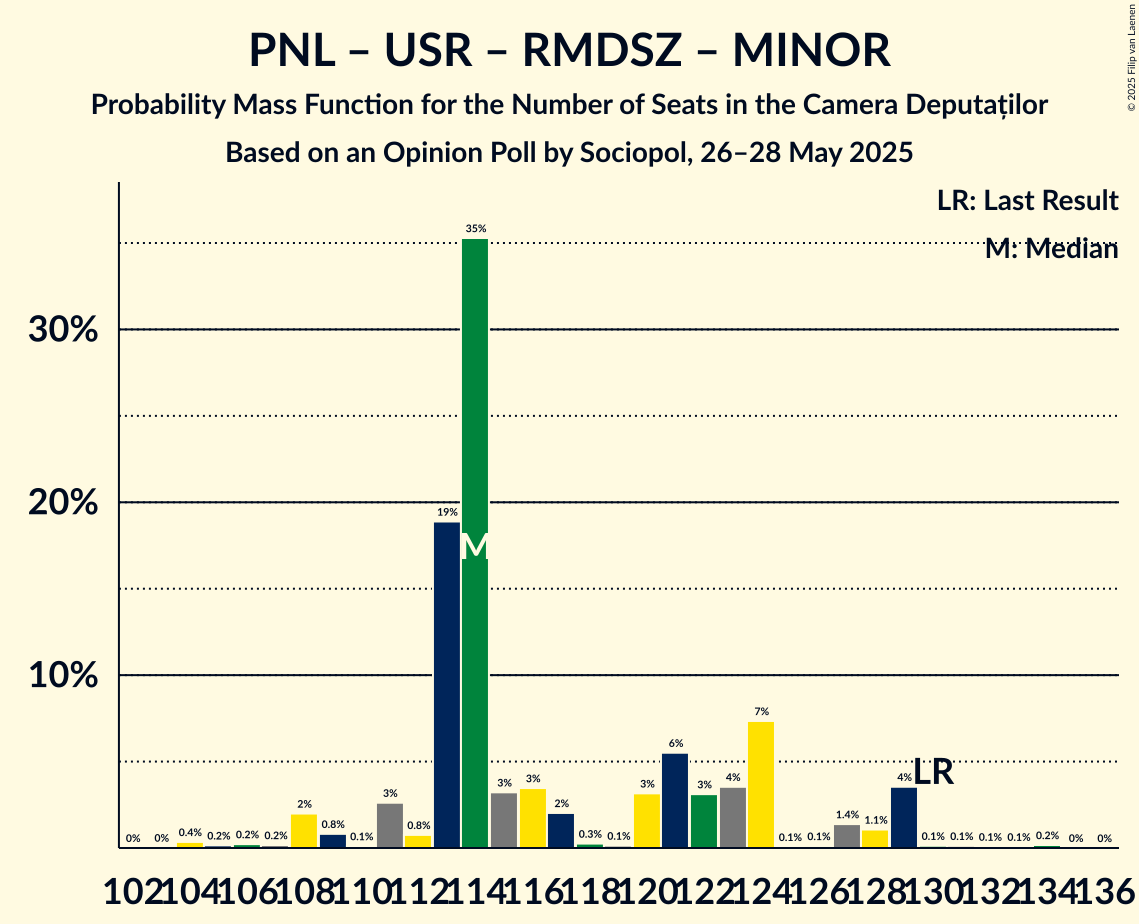 PNL – USR – RMDSZ – MINOR
Probability Mass Function for the Number of Seats in the Camera Deputaților
Based on an Opinion Poll by Sociopol, 26–28 May 2025
© 2025 Filip van Laenen
LR: Last Result
M: Median
30%
20%
10%
0% 0% 0.4% 0.2% 0.2% 0.2% 2% 0.8% 0.1% 3% 0.8% 19% 35% 3% 3% 2% 0.3% 0.1% 3% 6% 3% 4% 7% 0.1% 0.1% 1.4% 1.1% 4% 0.1% 0.1% 0.1% 0.1% 0.2% 0% 0%
M
LR
102 104 106 108 110 112 114 116 118 120 122 124 126 128 130 132 134 136